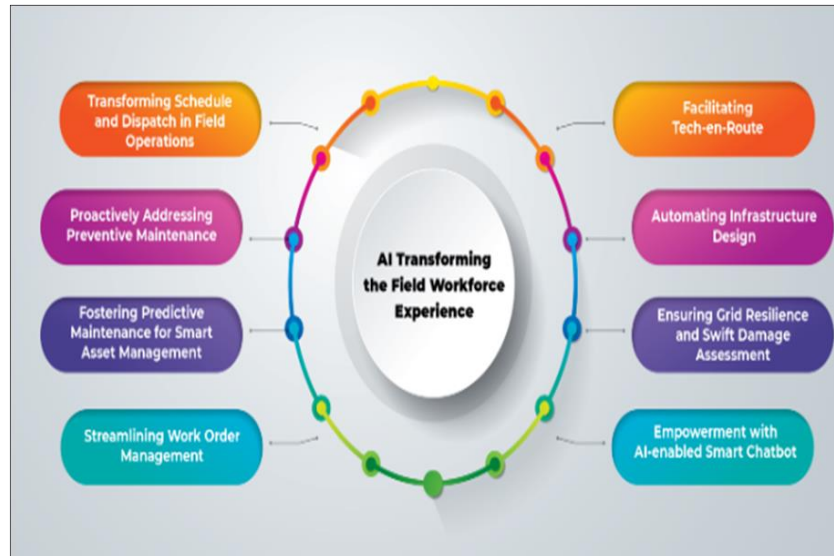 Transforming Schedule
and Dispatch in Field
Operations
Proactively Addressing
Preventive Maintenance
Fostering Predictive
Maintenance for Smart
Asset Management
Streamlining Work Order
Management
AI Transforming
the Field Workforce
Experience
Facilitating
Tech-en-Route
Automating Infrastructure
Design
Ensuring Grid Resilience
and Swift Damage
Assessment
Empowerment with
AI-enabled Smart Chatbot